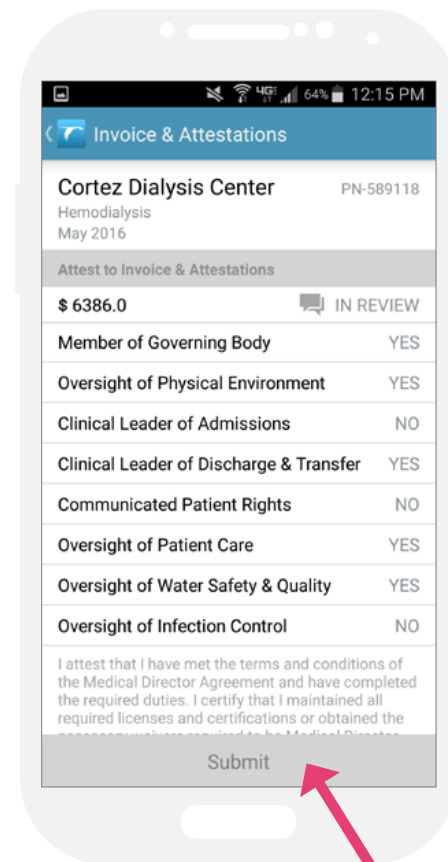 4G 64% 12:15 PM
Invoice & Attestations
Cortez Dialysis Center PN-589118
Hemodialysis
May 2016
Attest to Invoice & Attestations
$ 6386.0 IN REVIEW
Member of Governing Body YES
Oversight of Physical Environment YES
Clinical Leader of Admissions NO
Clinical Leader of Discharge & Transfer YES
Communicated Patient Rights NO
Oversight of Patient Care YES
Oversight of Water Safety & Quality YES
Oversight of Infection Control NO
I attest that I have met the terms and conditions of
the Medical Director Agreement and have completed
the required duties. I certify that I maintained all
required licenses and certifications or obtained the
Submit